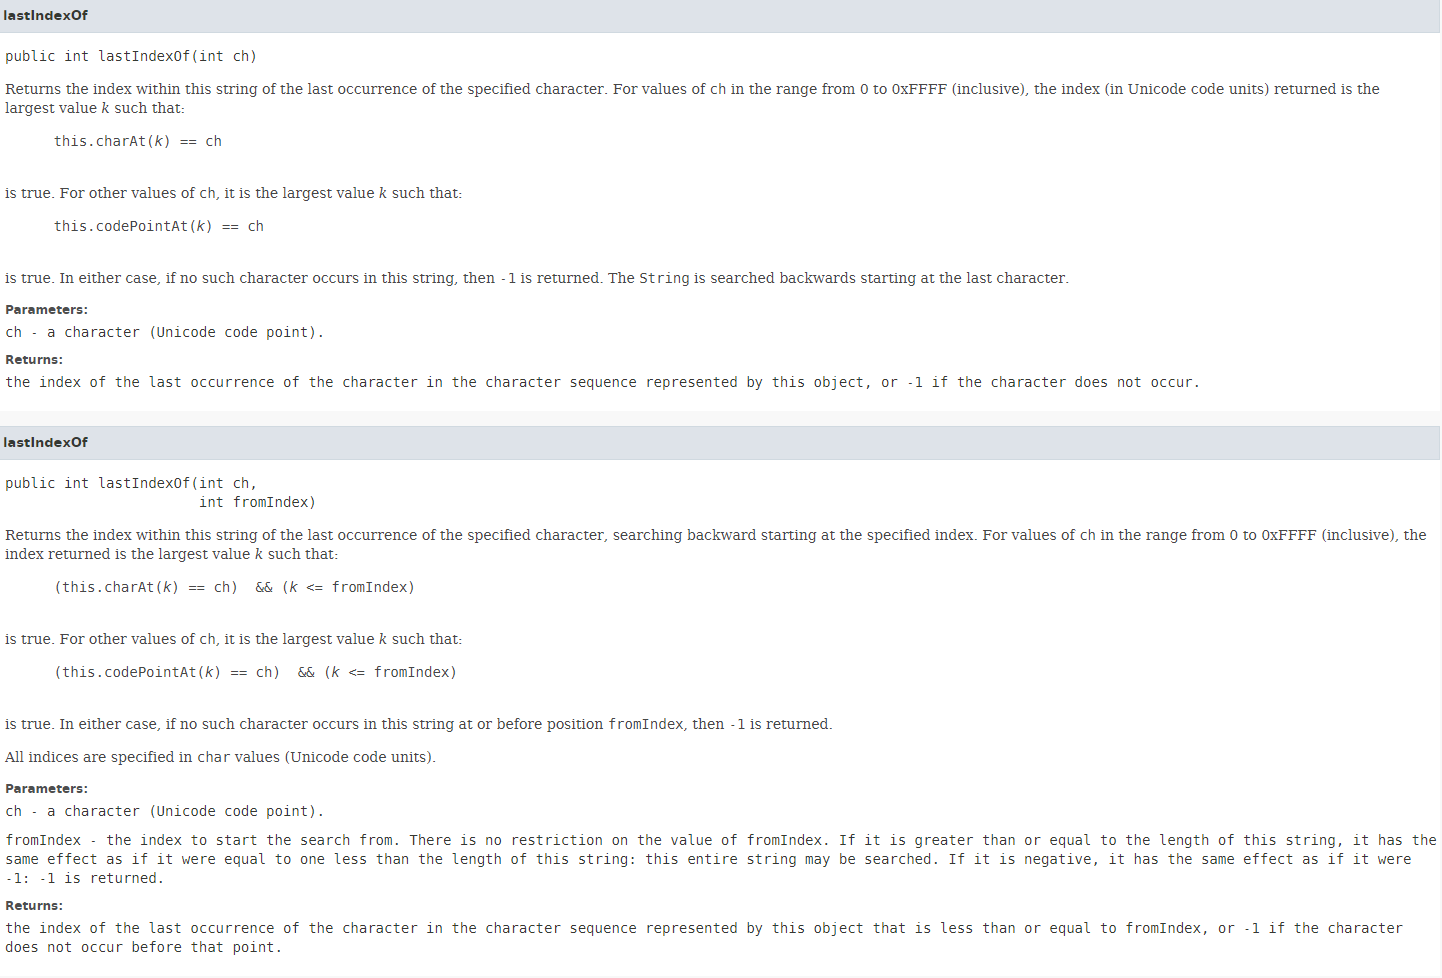 lastIndexOf
public int lastIndexOf(int ch)
Returns the index within this string of the last occurrence of the specified character. For values of ch in the range from 0 to 0xFFFF (inclusive), the index (in Unicode code units) returned is the
largest value k such that:
this.charAt(k) == ch
is true. For other values of ch, it is the largest value k such that:
this.codePointAt(k) == ch
is true. In either case, if no such character occurs in this string, then -1 is returned. The String is searched backwards starting at the last character.
Parameters:
ch - a character (Unicode code point).
Returns:
the index of the last occurrence of the character in the character sequence represented by this object, or -1 if the character does not occur.
lastIndexOf
public int lastIndexOf(int ch,
int fromIndex)
Returns the index within this string of the last occurrence of the specified character, searching backward starting at the specified index. For values of ch in the range from 0 to 0xFFFF (inclusive), the
index returned is the largest value k such that:
(this.charAt(k) == ch) && (k <= fromIndex)
is true. For other values of ch, it is the largest value k such that:
(this.codePointAt(k) == ch) && (k <= fromIndex)
is true. In either case, if no such character occurs in this string at or before position fromIndex, then -1 is returned.
All indices are specified in char values (Unicode code units).
Parameters:
ch - a character (Unicode code point).
fromIndex - the index to start the search from. There is no restriction on the value of fromIndex. If it is greater than or equal to the length of this string, it has the
same effect as if it were equal to one less than the length of this string: this entire string may be searched. If it is negative, it has the same effect as if it were
-1: -1 is returned.
Returns:
the index of the last occurrence of the character in the character sequence represented by this object that is less than or equal to fromIndex, or -1 if the character
does not occur before that point.